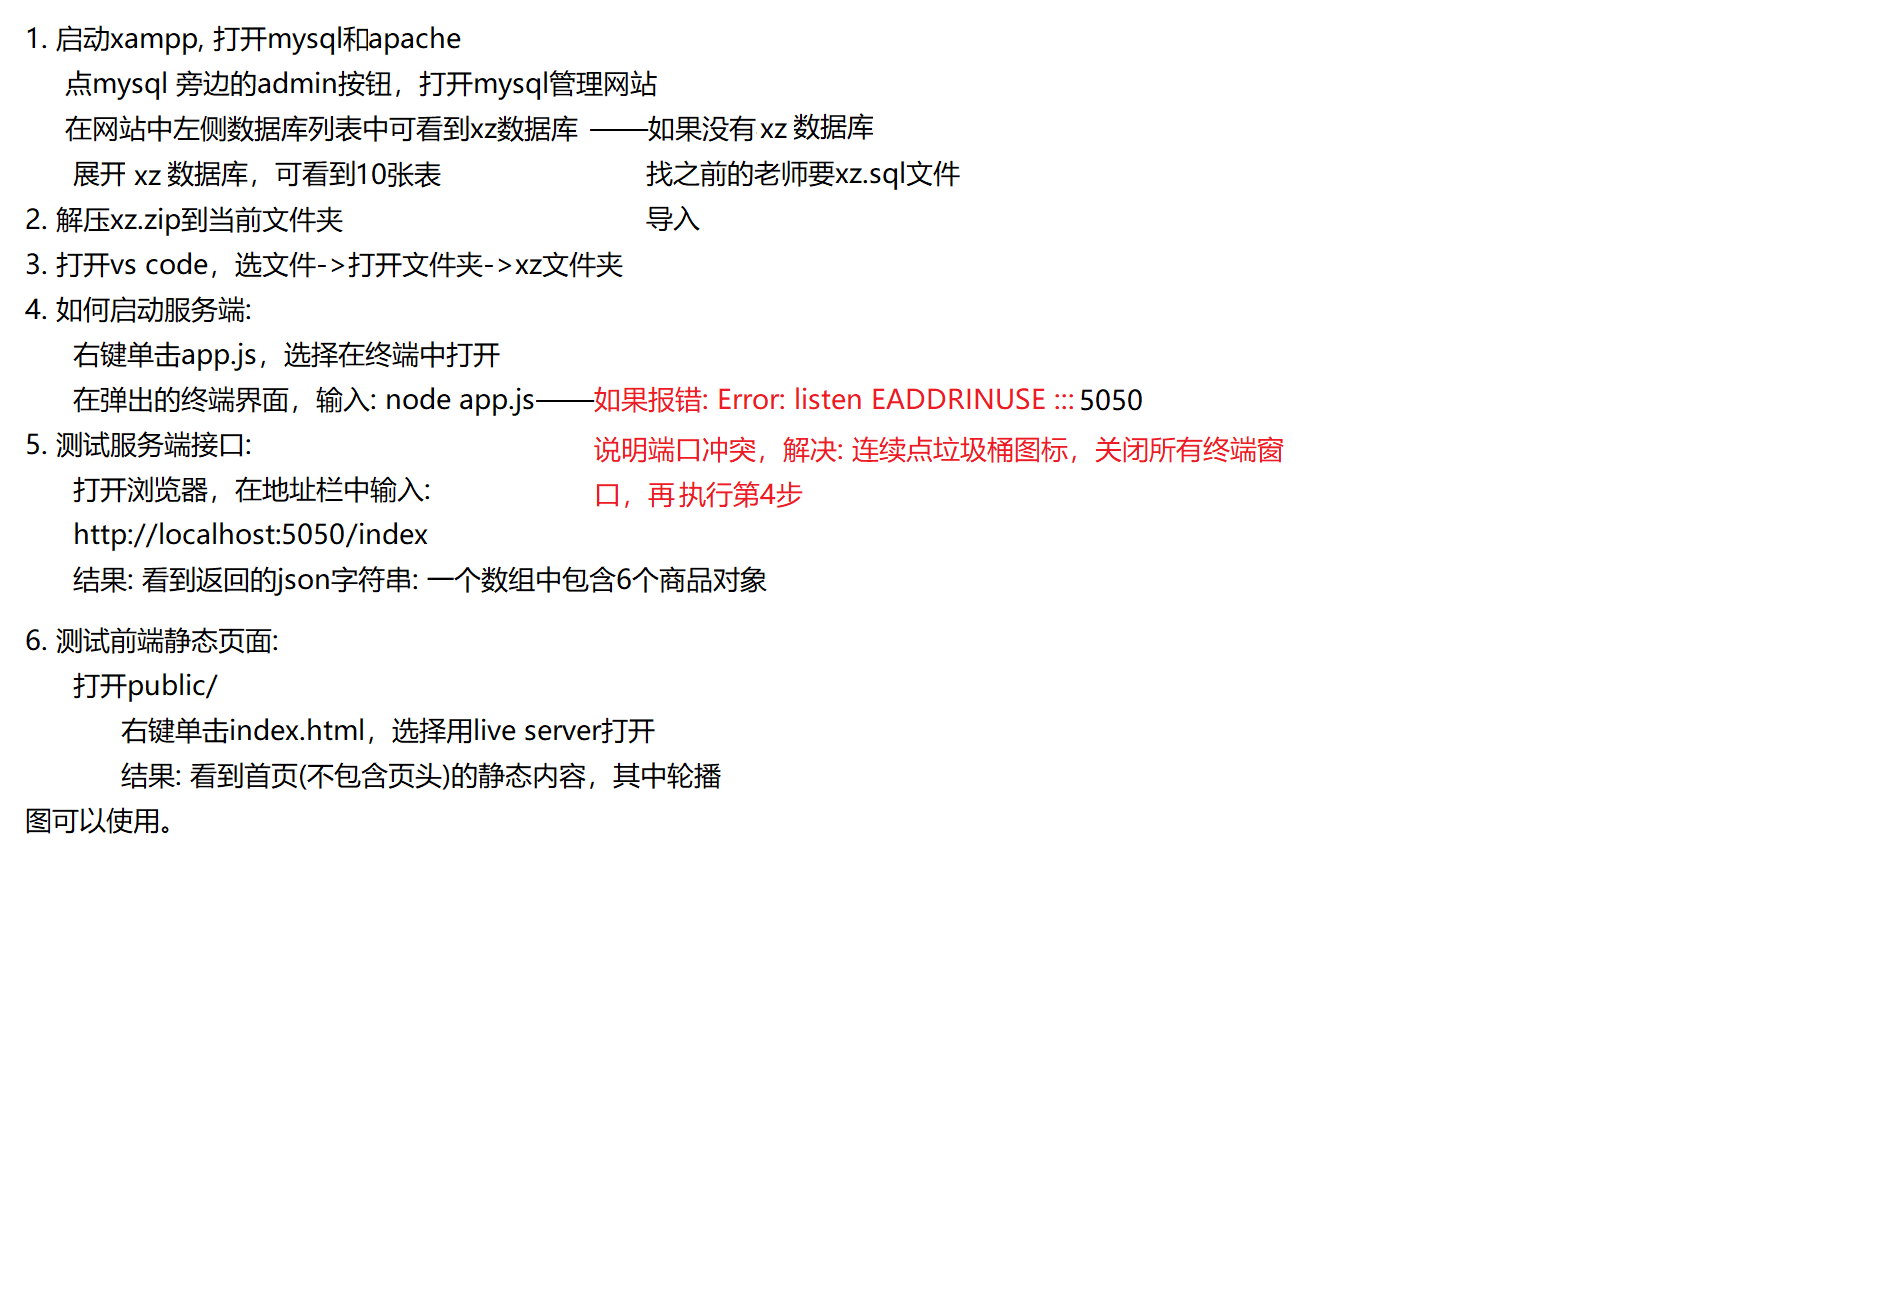 1. 启动xampp, 打开mysql和apache
点mysql 旁边的admin按钮，打开mysql管理网站
在网站中左侧数据库列表中可看到xz数据库 ——如果没有 xz 数据库
展开 xz 数据库，可看到10张表
找之前的老师要xz.sql文件
导入
2. 解压xz.zip到当前文件夹
3. 打开vs code，选文件->打开文件夹->xz文件夹
4. 如何启动服务端:
右键单击app.js，选择在终端中打开
在弹出的终端界面，输入: node app.js——如果报错: Error: listen EADDRINUSE ::: 5050
说明端口冲突，解决: 连续点垃圾桶图标，关闭所有终端窗
口，再 执行第4步
5. 测试服务端接口:
打开浏览器，在地址栏中输入:
http://localhost:5050/index
结果: 看到返回的json字符串: 一个数组中包含6个商品对象
6. 测试前端静态页面:
打开public/
右键单击index.html，选择用live server打开
结果: 看到首页(不包含页头)的静态内容，其中轮播
图可以使用。